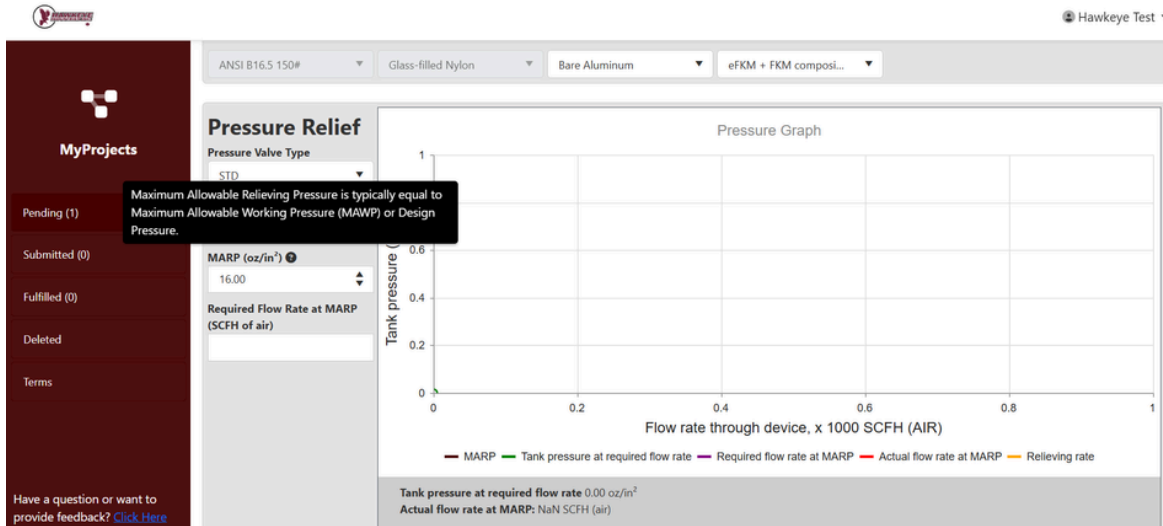 HAWKEYE
Hawkeye Test
ANSI B16.5 150#
Glass-filled Nylon
Bare Aluminum
eFKM + FKM composi...
MyProjects
Pending (1)
Submitted (0)
Fulfilled (0)
Deleted
Terms
Have a question or want to
provide feedback? Click Here
Pressure Relief
Pressure Valve Type
STD
Maximum Allowable Relieving Pressure is typically equal to
Maximum Allowable Working Pressure (MAWP) or Design
Pressure.
MARP (oz/in²) ?
16.00
Required Flow Rate at MARP
(SCFH of air)
Pressure Graph
Tank pressure (
1
0.6
0.4
0.2
0
0 0.2 0.4 0.6 0.8 1
Flow rate through device, x 1000 SCFH (AIR)
MARP Tank pressure at required flow rate Required flow rate at MARP Actual flow rate at MARP Relieving rate
Tank pressure at required flow rate 0.00 oz/in²
Actual flow rate at MARP: NaN SCFH (air)